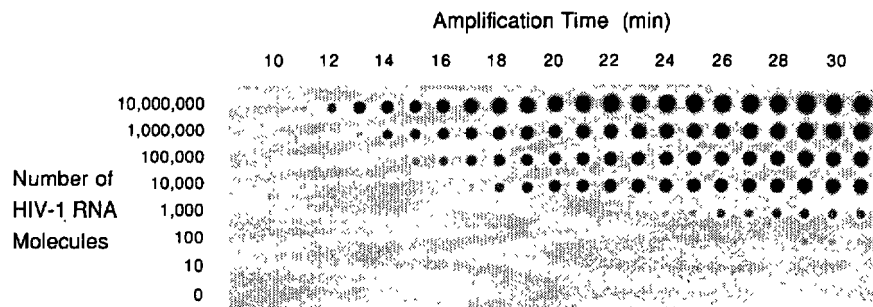 Amplification Time (min)
10 12 14 16 18 20 22 24 26 28 30
10,000,000
1,000,000
100,000
Number of
10,000
HIV-1 RNA
1,000
Molecules
100
10
0